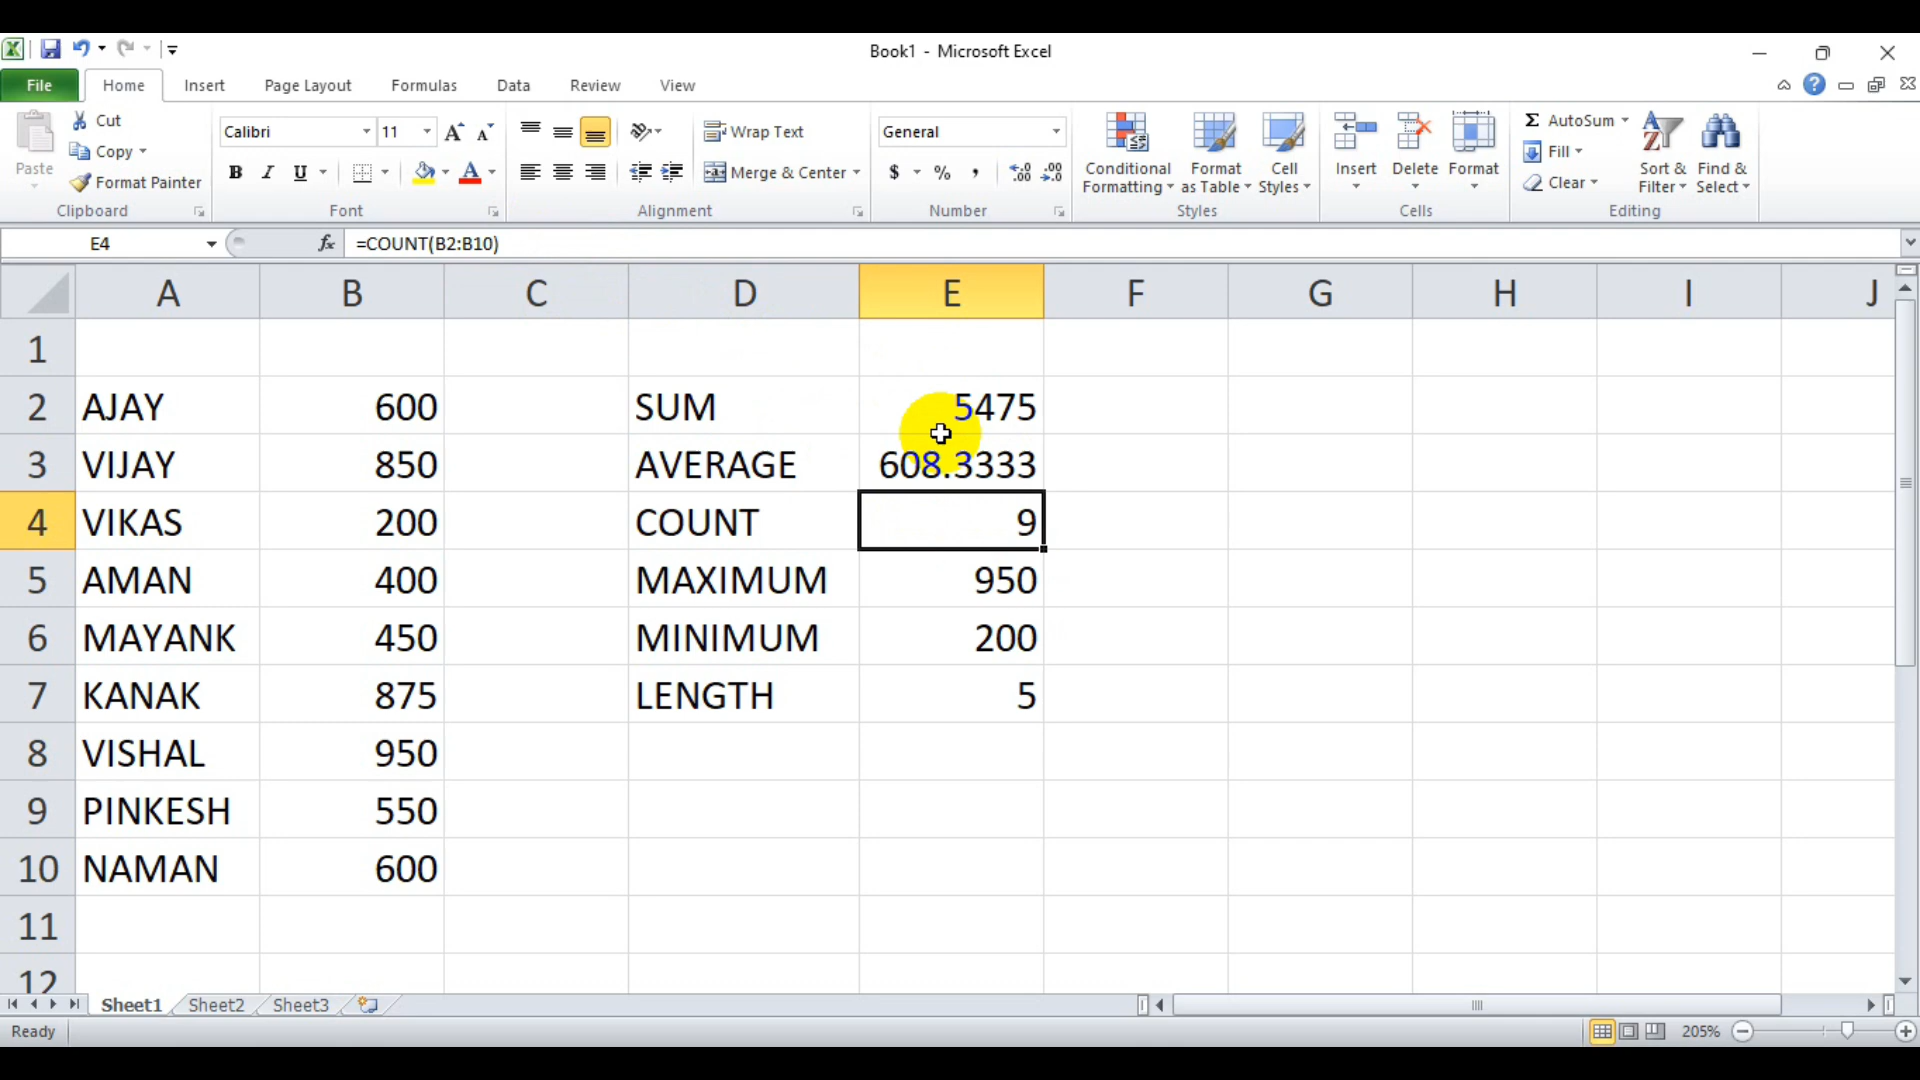 Book1 - Microsoft Excel
File Home Insert Page Layout Formulas Data Review View
Paste
Cut
Copy
Format Painter
Clipboard
Calibri 11
B I U
Font
Wrap Text
Merge & Center
Alignment
General
$ % ,
Number
Conditional Formatting
Format as Table
Cell Styles
Styles
Insert
Delete
Format
Cells
Σ AutoSum
Fill
Clear
Sort & Filter
Find & Select
Editing
E4 fx =COUNT(B2:B10)
A B C D E F G H I J
1
2 AJAY 600 SUM 5475
3 VIJAY 850 AVERAGE 608.3333
4 VIKAS 200 COUNT 9
5 AMAN 400 MAXIMUM 950
6 MAYANK 450 MINIMUM 200
7 KANAK 875 LENGTH 5
8 VISHAL 950
9 PINKESH 550
10 NAMAN 600
11
12
Sheet1 Sheet2 Sheet3
Ready 205%